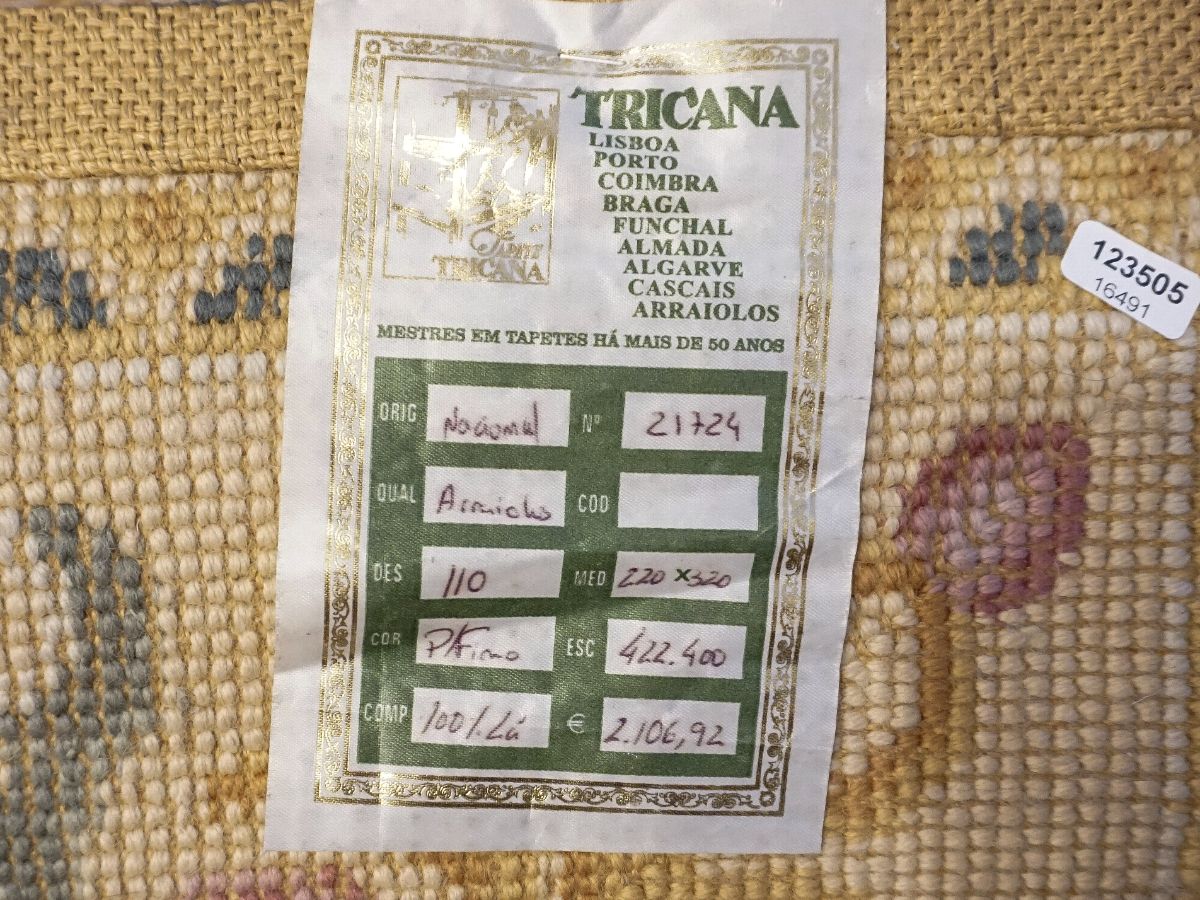 TRICANA
LISBOA
PORTO
COIMBRA
BRAGA
FUNCHAL
ALMADA
ALGARVE
CASCAIS
ARRAIOLOS
TRICANA
MESTRES EM TAPETES HÁ MAIS DE 50 ANOS
ORIG Nacional Nº 21724
QUAL Arraiolos COD
DES 110 MED 220 x 320
COR ESC 422.400
COMP 100% Lã € 2.106,92
123505
16491